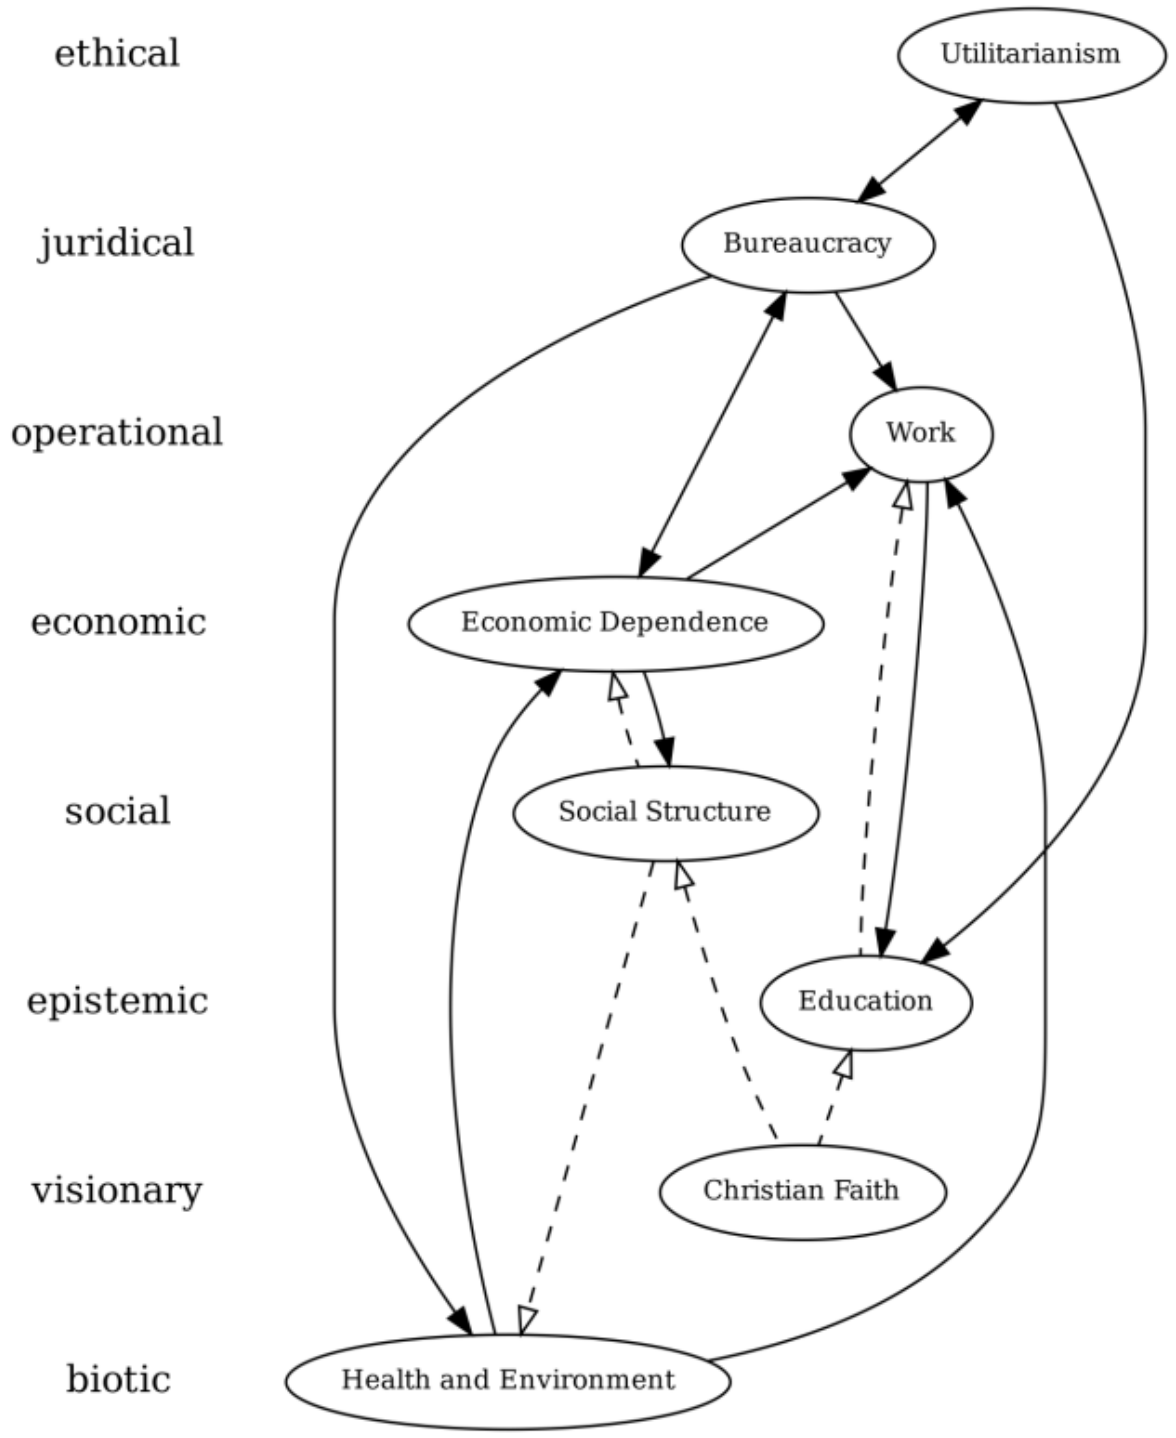 ethical
Utilitarianism
juridical
Bureaucracy
operational
Work
economic
Economic Dependence
social
Social Structure
epistemic
Education
visionary
Christian Faith
biotic
Health and Environment